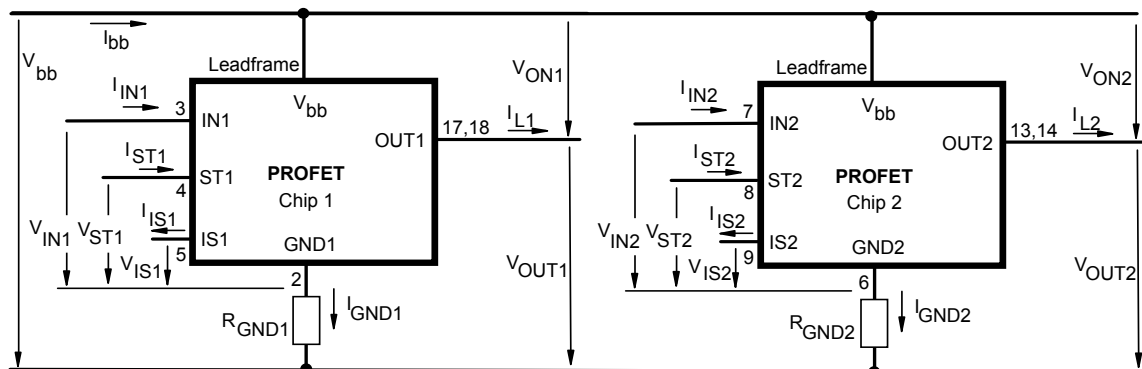 I bb
V bb
Leadframe
V bb
I IN1
3
IN1
I ST1
4
ST1
V IN1
V ST1
I IS1
5
IS1
V IS1
PROFET
Chip 1
GND1
OUT1
17,18
I L1
V ON1
V OUT1
2
R GND1
I GND1
Leadframe
V bb
I IN2
7
IN2
I ST2
8
ST2
V IN2
V ST2
I IS2
9
IS2
V IS2
PROFET
Chip 2
GND2
OUT2
13,14
I L2
V ON2
V OUT2
6
R GND2
I GND2